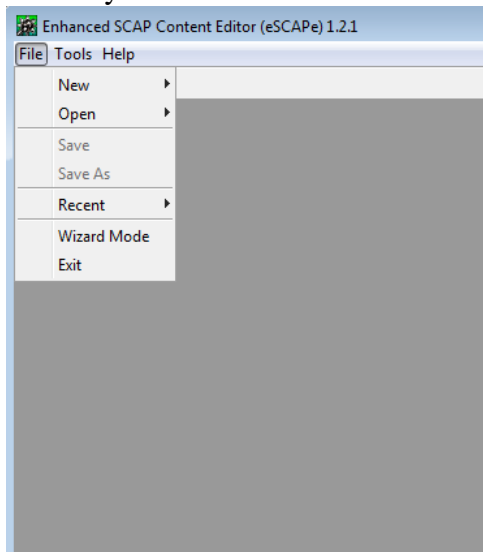 Enhanced SCAP Content Editor (eSCAPe) 1.2.1
File Tools Help
New
Open
Save
Save As
Recent
Wizard Mode
Exit